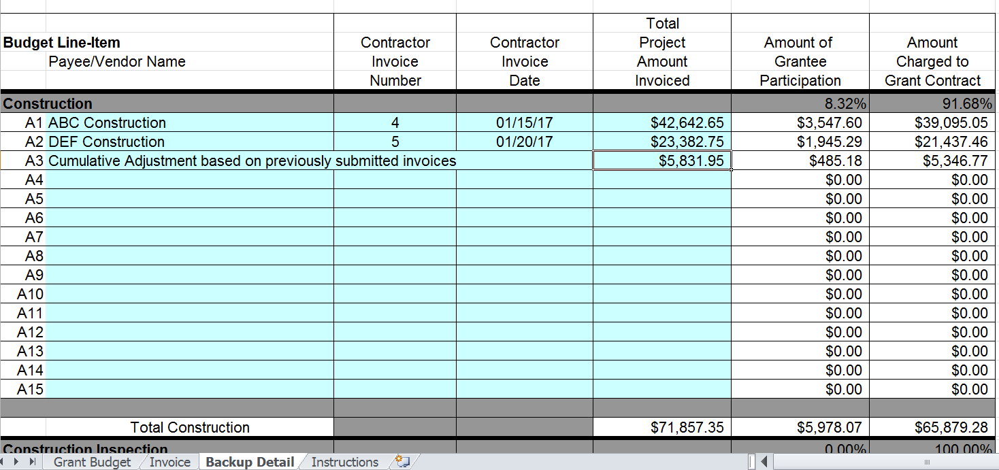 Total
Budget Line-Item Contractor Contractor Project Amount of Amount
Payee/Vendor Name Invoice Invoice Amount Grantee Charged to
Number Date Invoiced Participation Grant Contract
Construction 8.32% 91.68%
A1 ABC Construction 4 01/15/17 $42,642.65 $3,547.60 $39,095.05
A2 DEF Construction 5 01/20/17 $23,382.75 $1,945.29 $21,437.46
A3 Cumulative Adjustment based on previously submitted invoices $5,831.95 $485.18 $5,346.77
A4 $0.00 $0.00
A5 $0.00 $0.00
A6 $0.00 $0.00
A7 $0.00 $0.00
A8 $0.00 $0.00
A9 $0.00 $0.00
A10 $0.00 $0.00
A11 $0.00 $0.00
A12 $0.00 $0.00
A13 $0.00 $0.00
A14 $0.00 $0.00
A15 $0.00 $0.00
Total Construction $71,857.35 $5,978.07 $65,879.28
Construction Inspection 0.00% 100.00%
Grant Budget Invoice Backup Detail Instructions